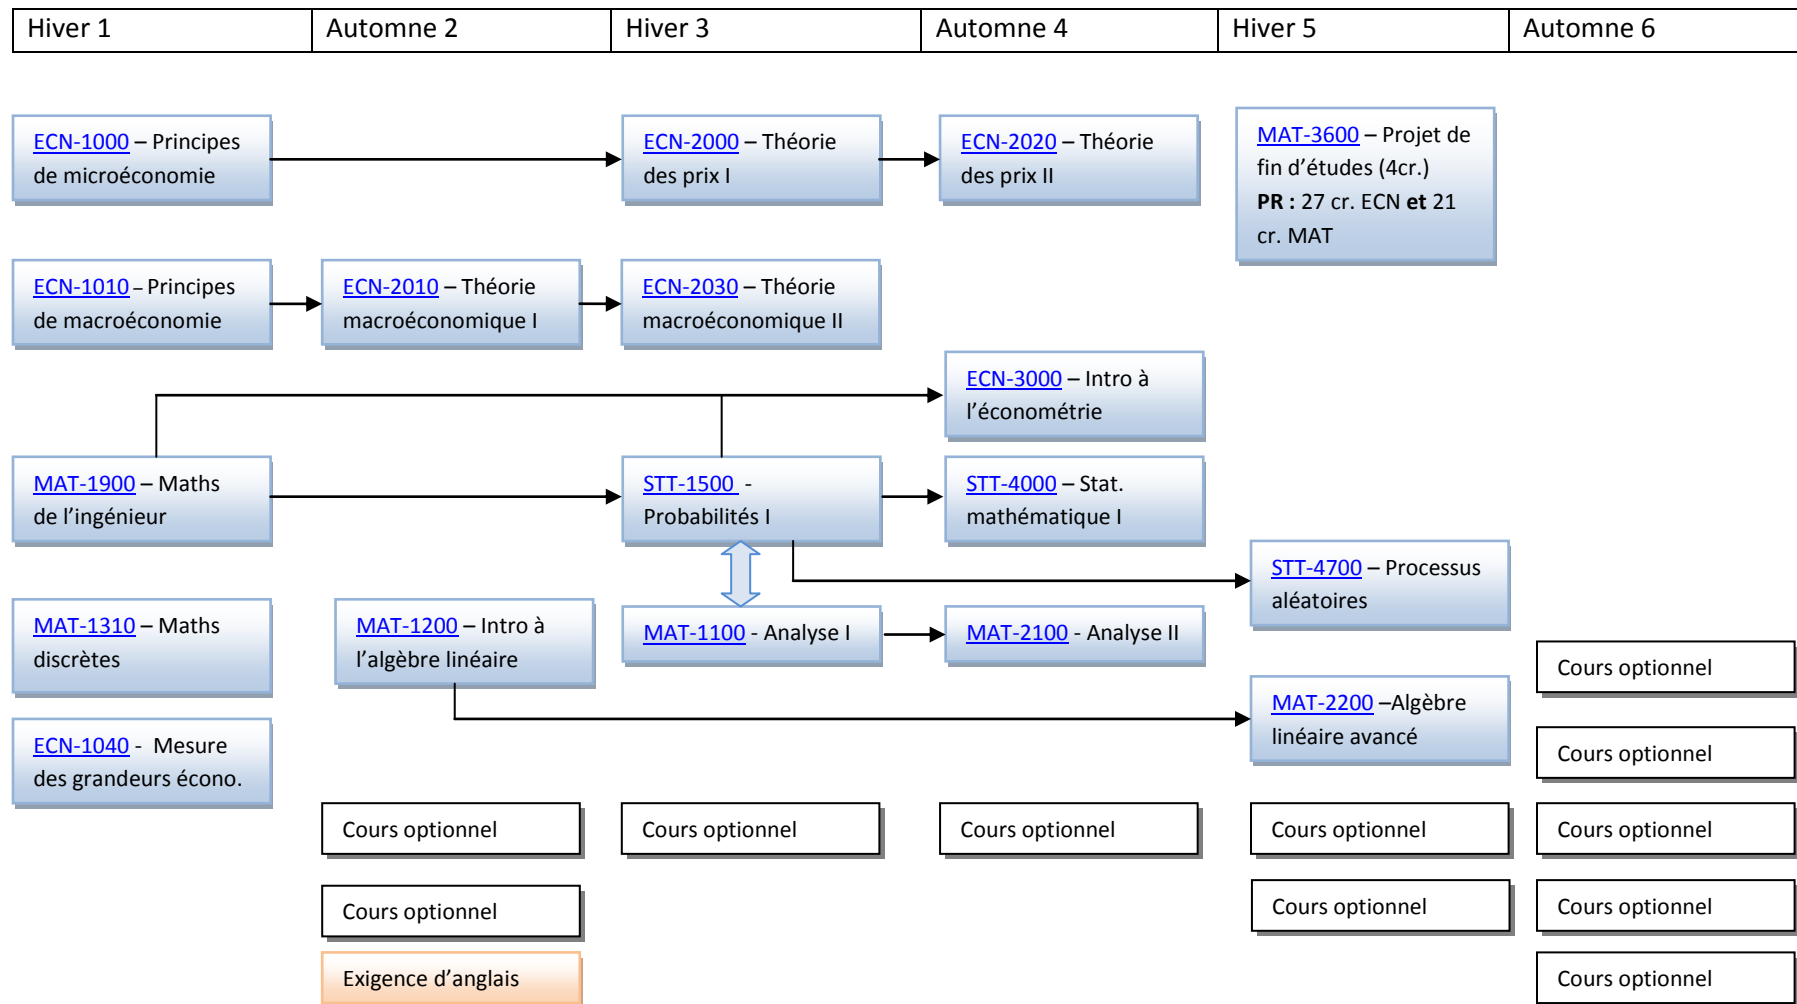 Hiver 1
Automne 2
Hiver 3
Automne 4
Hiver 5
Automne 6
ECN-1000 – Principes
de microéconomie
ECN-2000 – Théorie
des prix I
ECN-2020 – Théorie
des prix II
MAT-3600 – Projet de
fin d’études (4cr.)
PR : 27 cr. ECN et 21
cr. MAT
ECN-1010 – Principes
de macroéconomie
ECN-2010 – Théorie
macroéconomique I
ECN-2030 – Théorie
macroéconomique II
ECN-3000 – Intro à
l’économétrie
MAT-1900 – Maths
de l’ingénieur
STT-1500 -
Probabilités I
STT-4000 – Stat.
mathématique I
STT-4700 – Processus
aléatoires
MAT-1310 – Maths
discrètes
MAT-1200 – Intro à
l’algèbre linéaire
MAT-1100 - Analyse I
MAT-2100 - Analyse II
Cours optionnel
MAT-2200 –Algèbre
linéaire avancé
ECN-1040 - Mesure
des grandeurs écono.
Cours optionnel
Cours optionnel
Cours optionnel
Cours optionnel
Cours optionnel
Cours optionnel
Cours optionnel
Cours optionnel
Cours optionnel
Exigence d’anglais
Cours optionnel